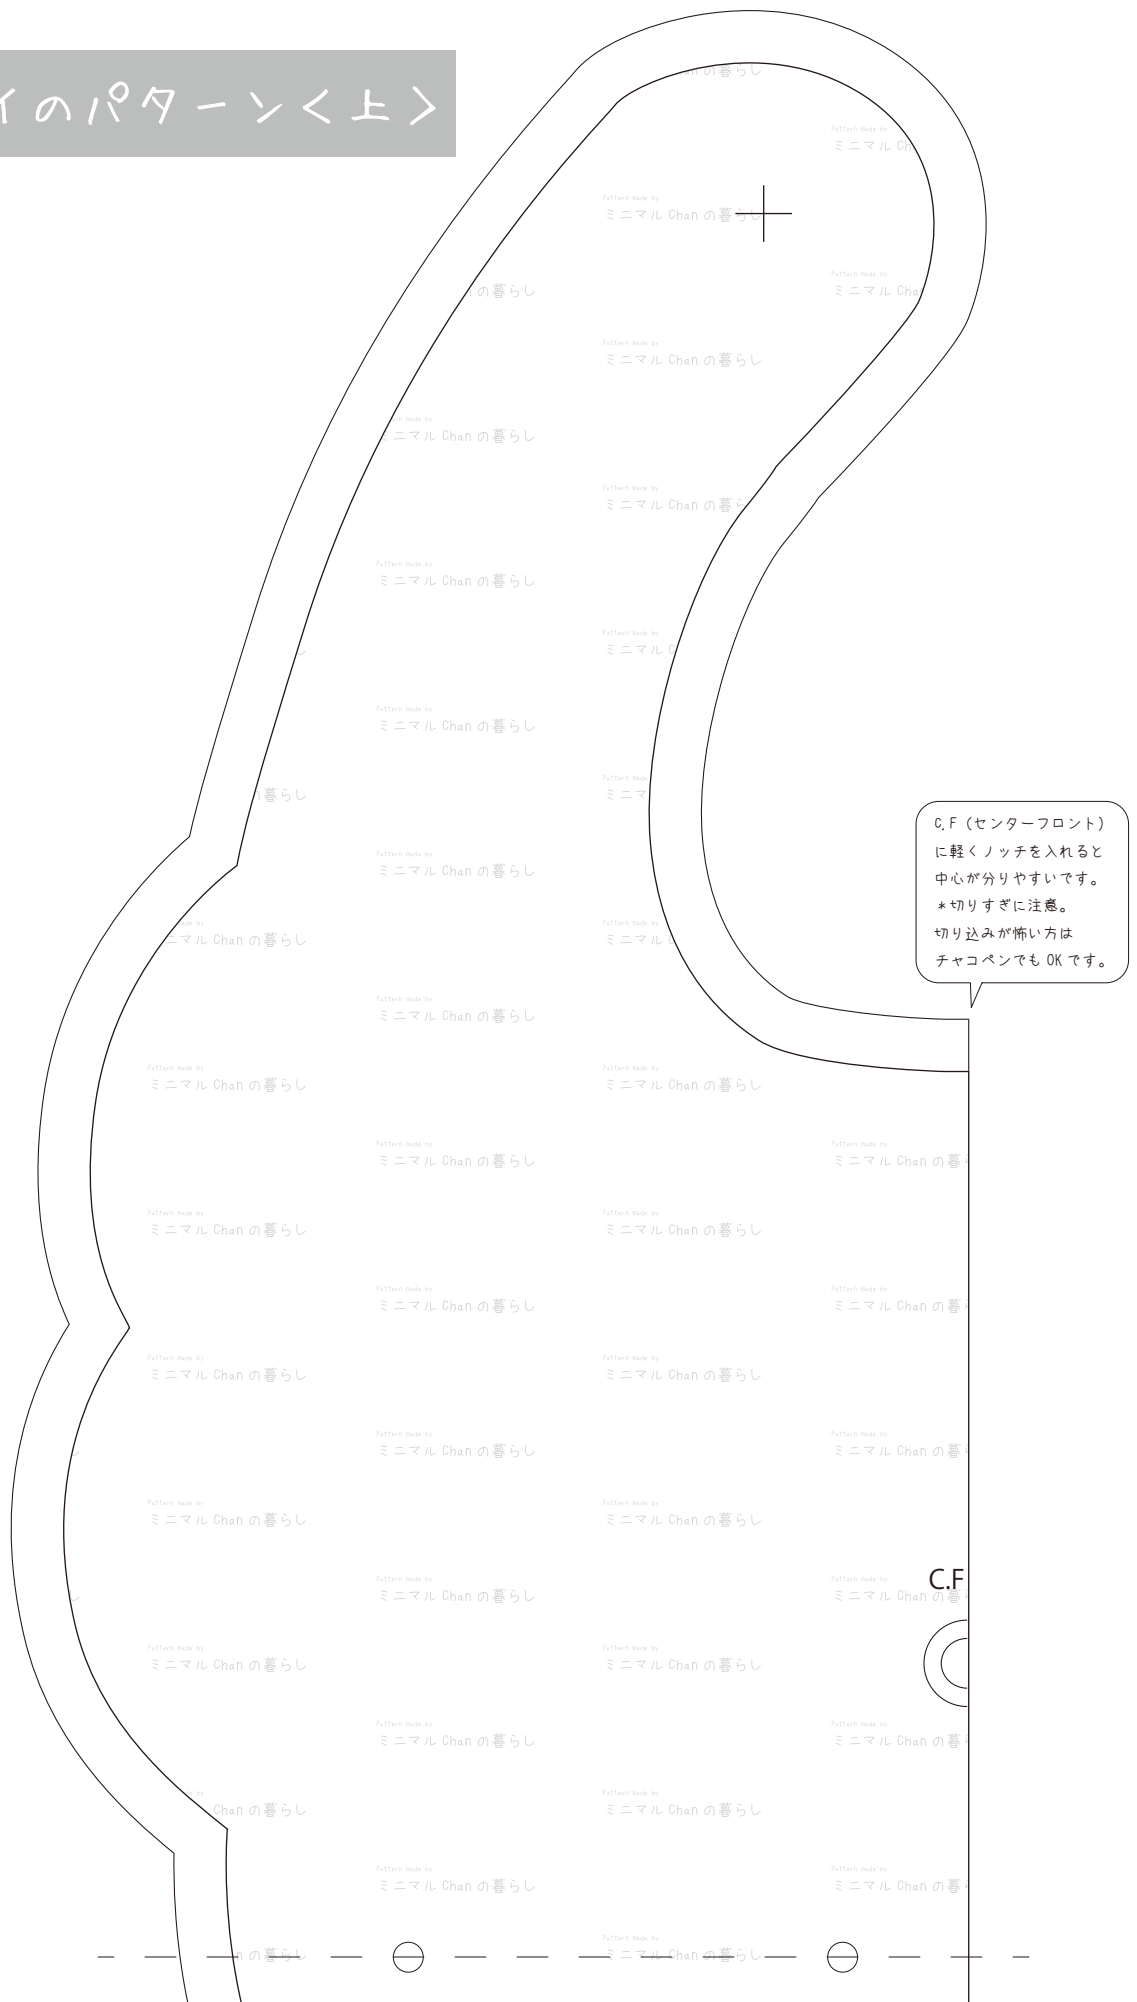 イのパターン＜上＞
C.F（センターフロント）
に軽くノッチを入れると
中心が分りやすいです。
＊切りすぎに注意。
切り込みが怖い方は
チャコペンでも OK です。
C.F
Pattern Made by
ミニマル Chan の暮らし